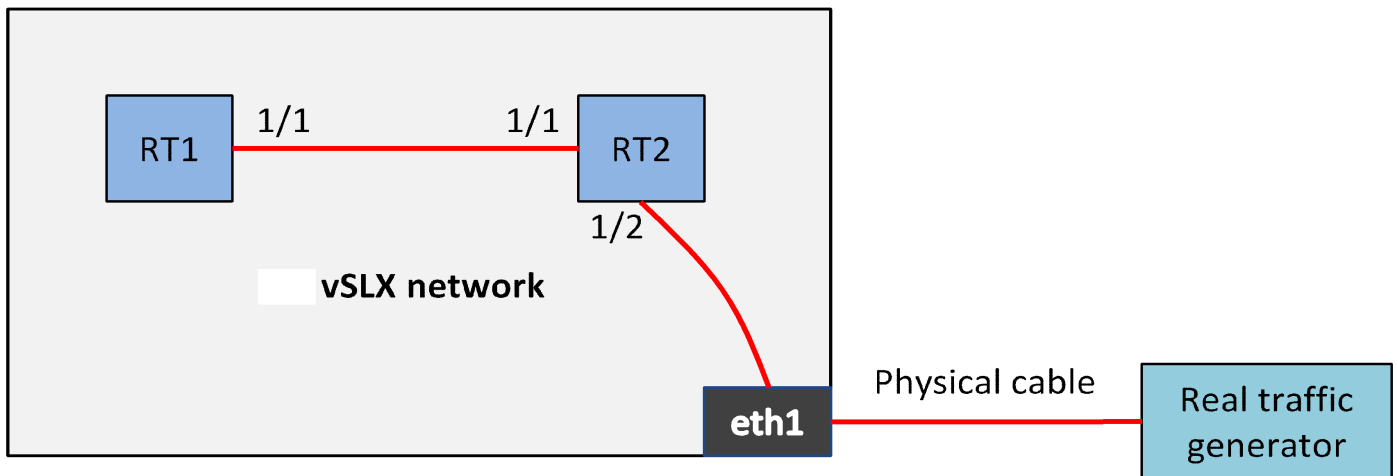 1/1
1/1
RT1
RT2
1/2
vSLX network
Physical cable
eth1
Real traffic
generator